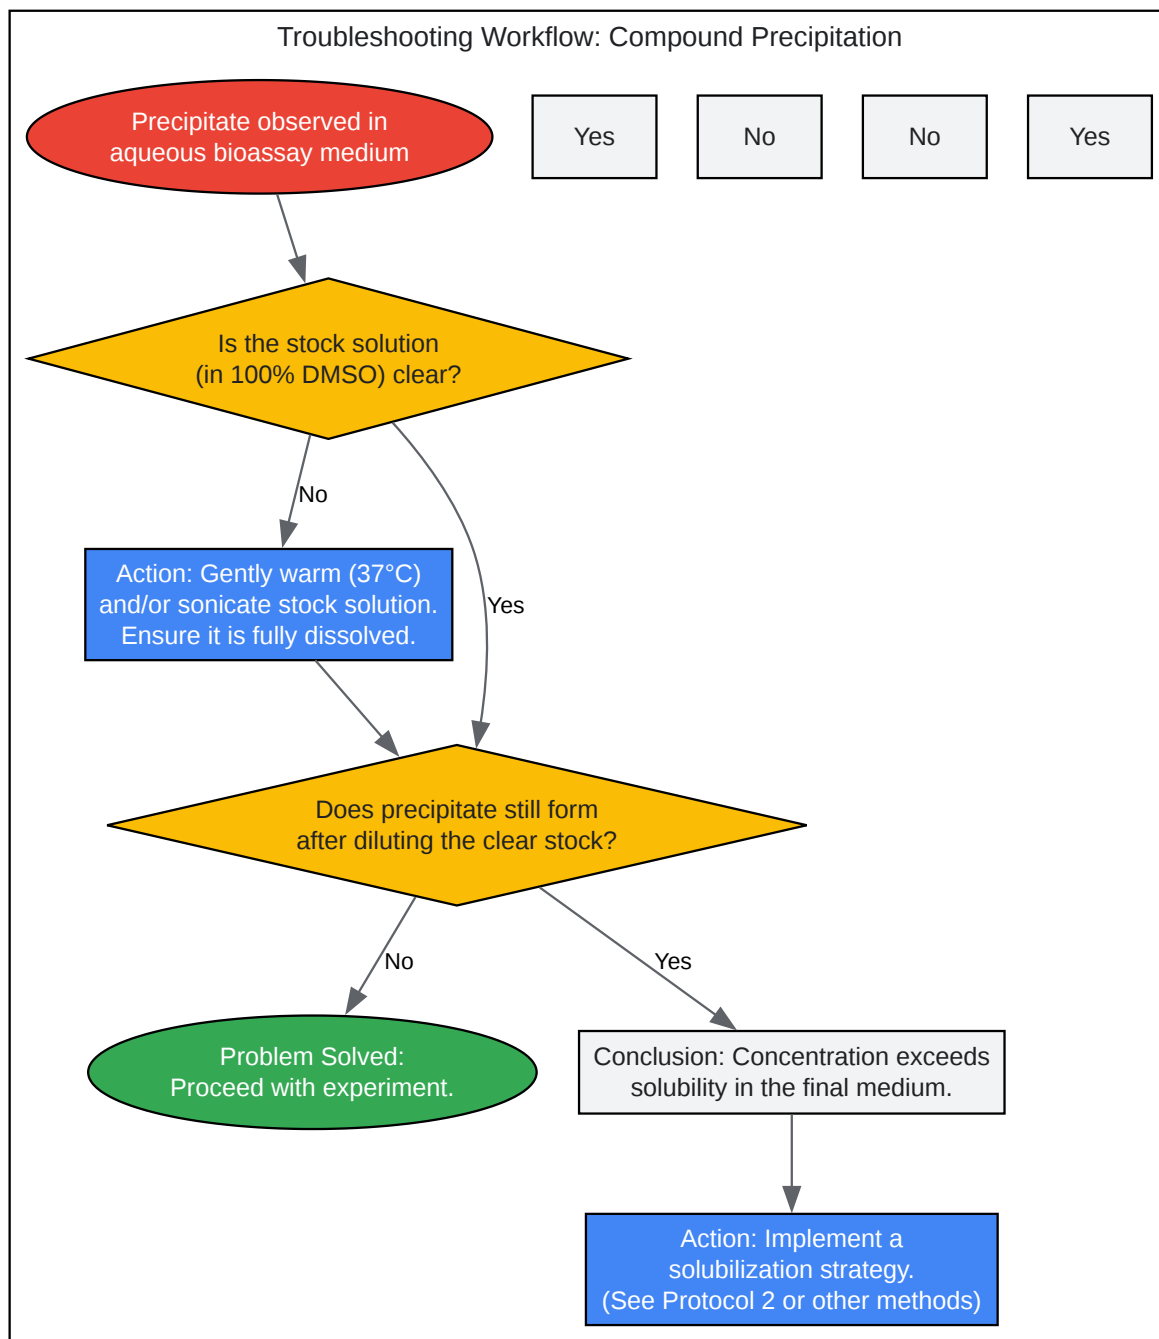 Troubleshooting Workflow: Compound Precipitation
Precipitate observed in
aqueous bioassay medium
Yes
No
No
Yes
Is the stock solution
(in 100% DMSO) clear?
No
Action: Gently warm (37°C)
and/or sonicate stock solution.
Ensure it is fully dissolved.
Yes
Does precipitate still form
after diluting the clear stock?
No
Yes
Problem Solved:
Proceed with experiment.
Conclusion: Concentration exceeds
solubility in the final medium.
Action: Implement a
solubilization strategy.
(See Protocol 2 or other methods)